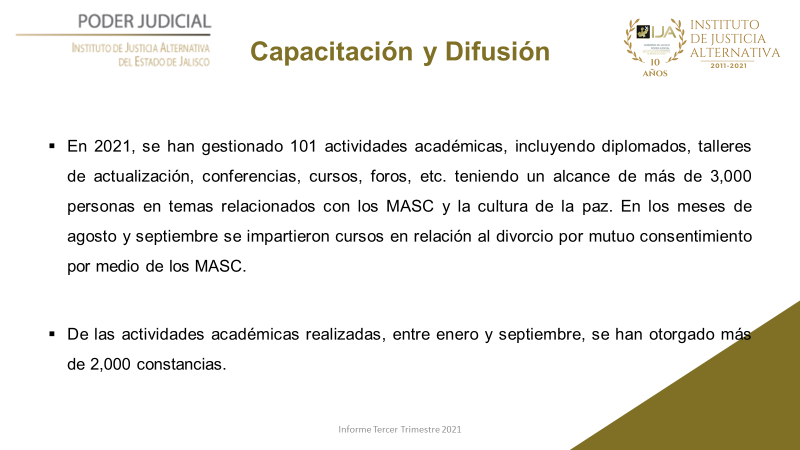 PODER JUDICIAL
INSTITUTO DE JUSTICIA ALTERNATIVA
DEL ESTADO DE JALISCO
Capacitación y Difusión
IJA
10
AÑOS
INSTITUTO
DE JUSTICIA
ALTERNATIVA
2011-2021
▪ En 2021, se han gestionado 101 actividades académicas, incluyendo diplomados, talleres
de actualización, conferencias, cursos, foros, etc. teniendo un alcance de más de 3,000
personas en temas relacionados con los MASC y la cultura de la paz. En los meses de
agosto y septiembre se impartieron cursos en relación al divorcio por mutuo consentimiento
por medio de los MASC.
▪ De las actividades académicas realizadas, entre enero y septiembre, se han otorgado más
de 2,000 constancias.
Informe Tercer Trimestre 2021